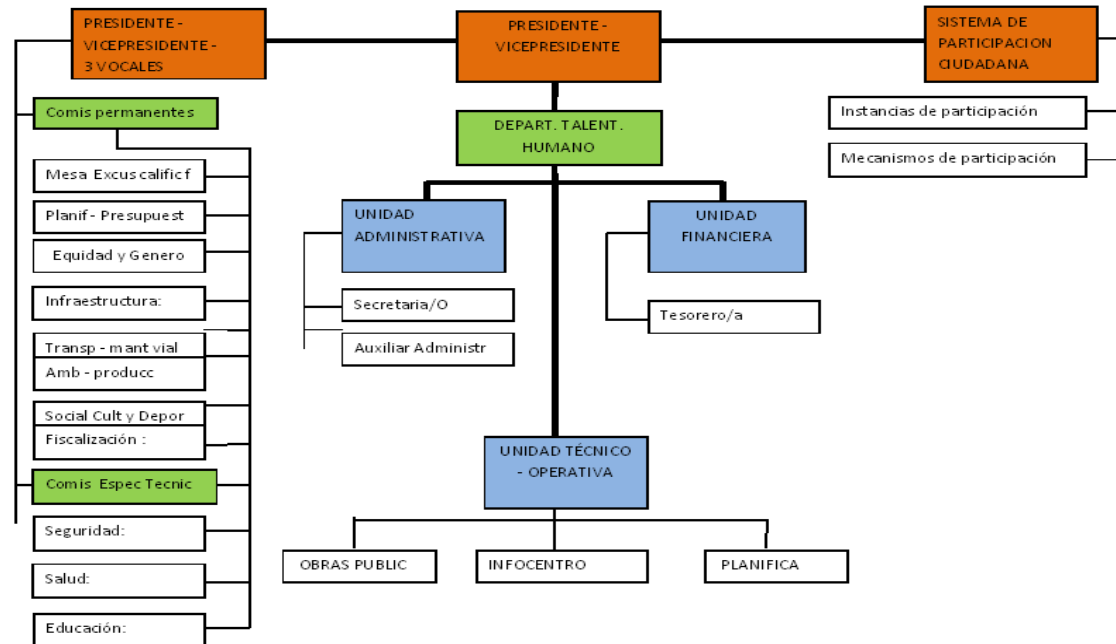 PRESIDENTE -
VICEPRESIDENTE -
3 VOCALES
PRESIDENTE -
VICEPRESIDENTE
SISTEMA DE
PARTICIPACION
CIUDADANA
Comis permanentes
Mesa Excus calific f
Planif - Presupuest
Equidad y Genero
Infraestructura:
Transp - mant vial
Amb - producc
Social Cult y Depor
Fiscalización :
Comis Espec Tecnic
Seguridad:
Salud:
Educación:
DEPART. TALENT.
HUMANO
UNIDAD
ADMINISTRATIVA
Secretaria/O
Auxiliar Administr
UNIDAD
FINANCIERA
Tesorero/a
UNIDAD TÉCNICO
- OPERATIVA
OBRAS PUBLIC
INFOCENTRO
PLANIFICA
Instancias de participación
Mecanismos de participación